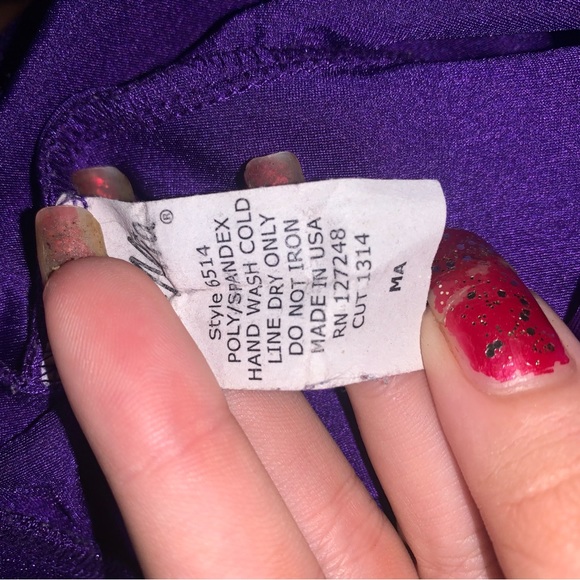 ®
Style 6514
POLY/SPANDEX
HAND WASH COLD
LINE DRY ONLY
DO NOT IRON
MADE IN USA
RN 127248
CUT 1314
MA